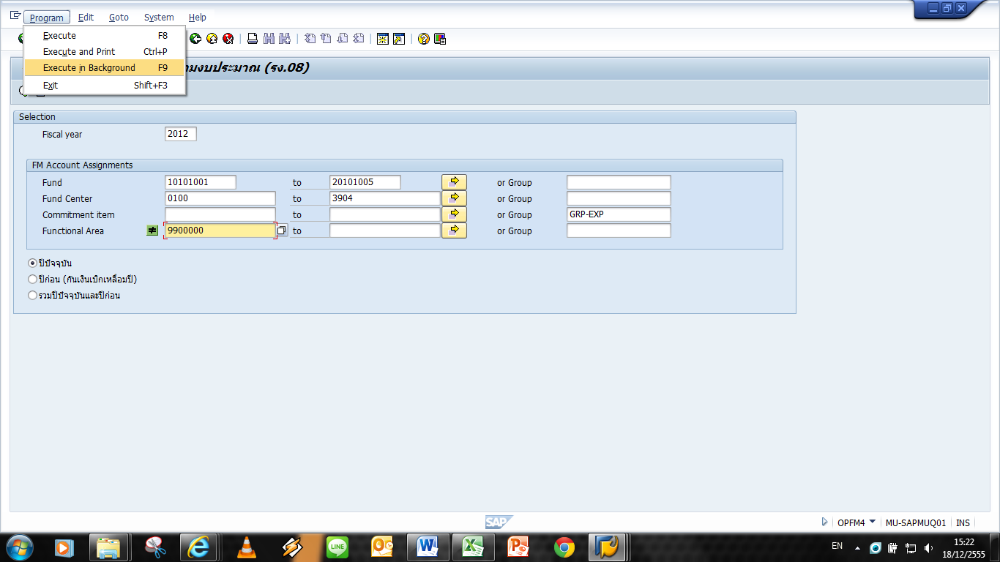 Program Edit Goto System Help
Execute F8
Execute and Print Ctrl+P
Execute in Background F9
Exit Shift+F3
งบประมาณ (รง.08)
Selection
Fiscal year 2012
FM Account Assignments
Fund 10101001 to 20101005 or Group
Fund Center 0100 to 3904 or Group
Commitment item to or Group GRP-EXP
Functional Area ≠ 9900000 to or Group
ปีปัจจุบัน
ปีก่อน (กันเงินเบิกเหลื่อมปี)
รวมปีปัจจุบันและปีก่อน
SAP
OPFM4 MU-SAPMUQ01 INS
LINE
EN 15:22
18/12/2555